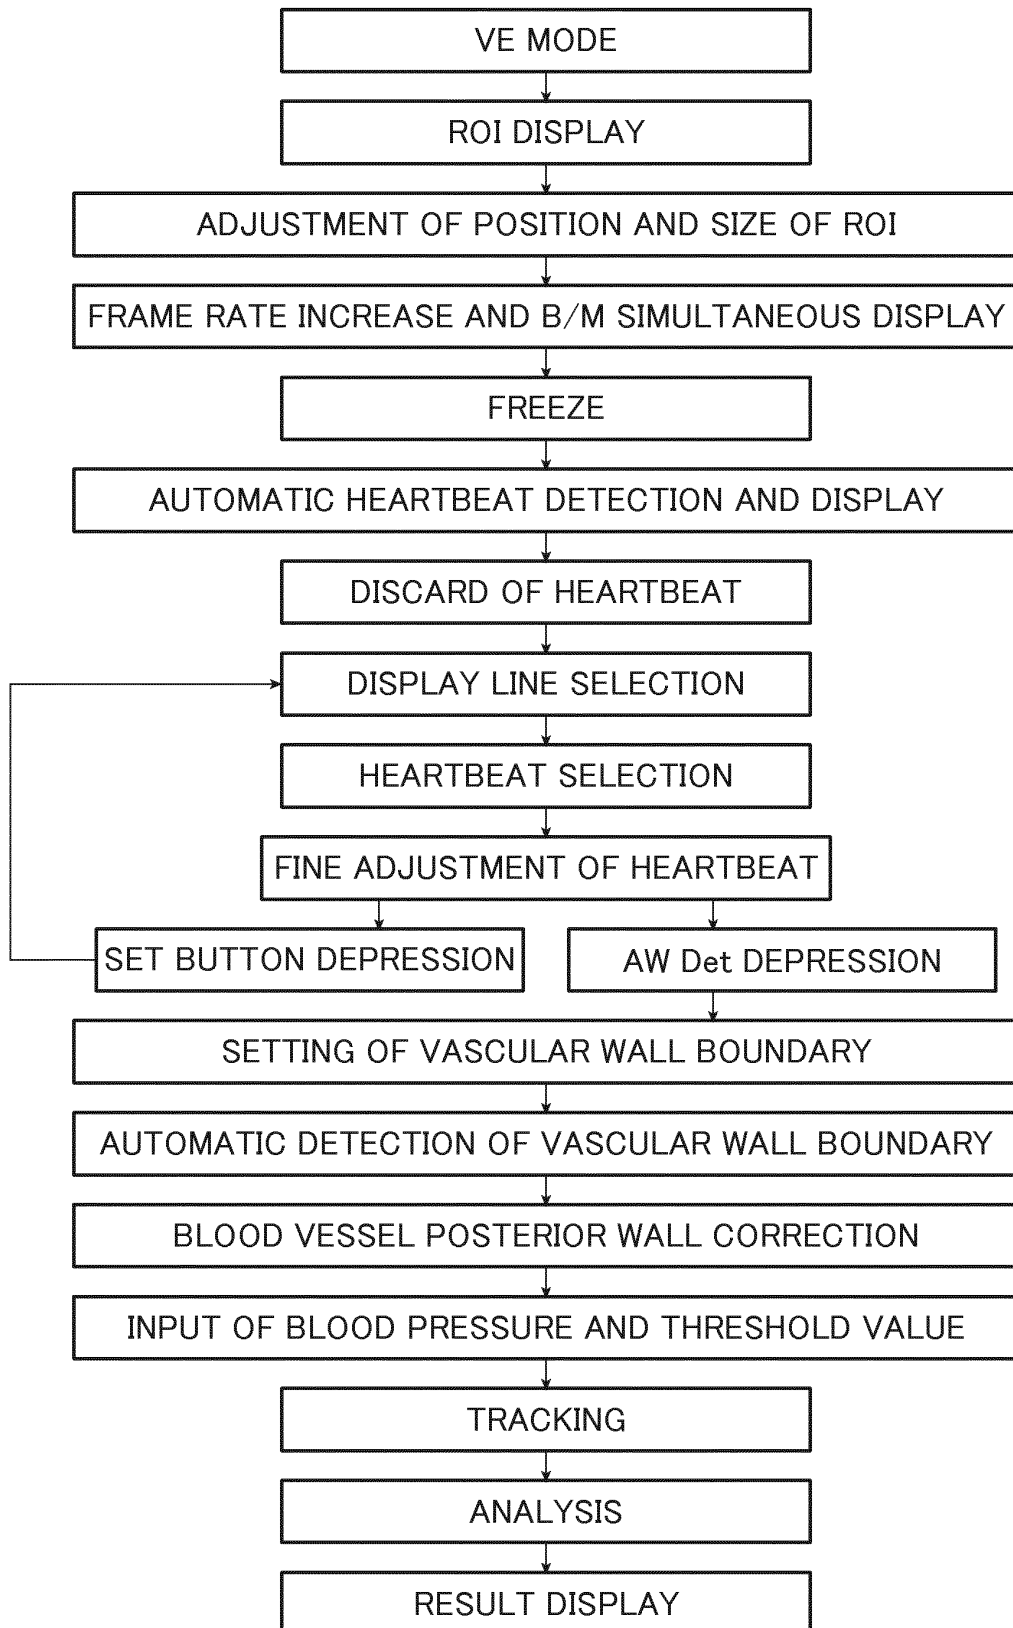 VE MODE
ROI DISPLAY
ADJUSTMENT OF POSITION AND SIZE OF ROI
FRAME RATE INCREASE AND B/M SIMULTANEOUS DISPLAY
FREEZE
AUTOMATIC HEARTBEAT DETECTION AND DISPLAY
DISCARD OF HEARTBEAT
DISPLAY LINE SELECTION
HEARTBEAT SELECTION
FINE ADJUSTMENT OF HEARTBEAT
SET BUTTON DEPRESSION
AW Det DEPRESSION
SETTING OF VASCULAR WALL BOUNDARY
AUTOMATIC DETECTION OF VASCULAR WALL BOUNDARY
BLOOD VESSEL POSTERIOR WALL CORRECTION
INPUT OF BLOOD PRESSURE AND THRESHOLD VALUE
TRACKING
ANALYSIS
RESULT DISPLAY